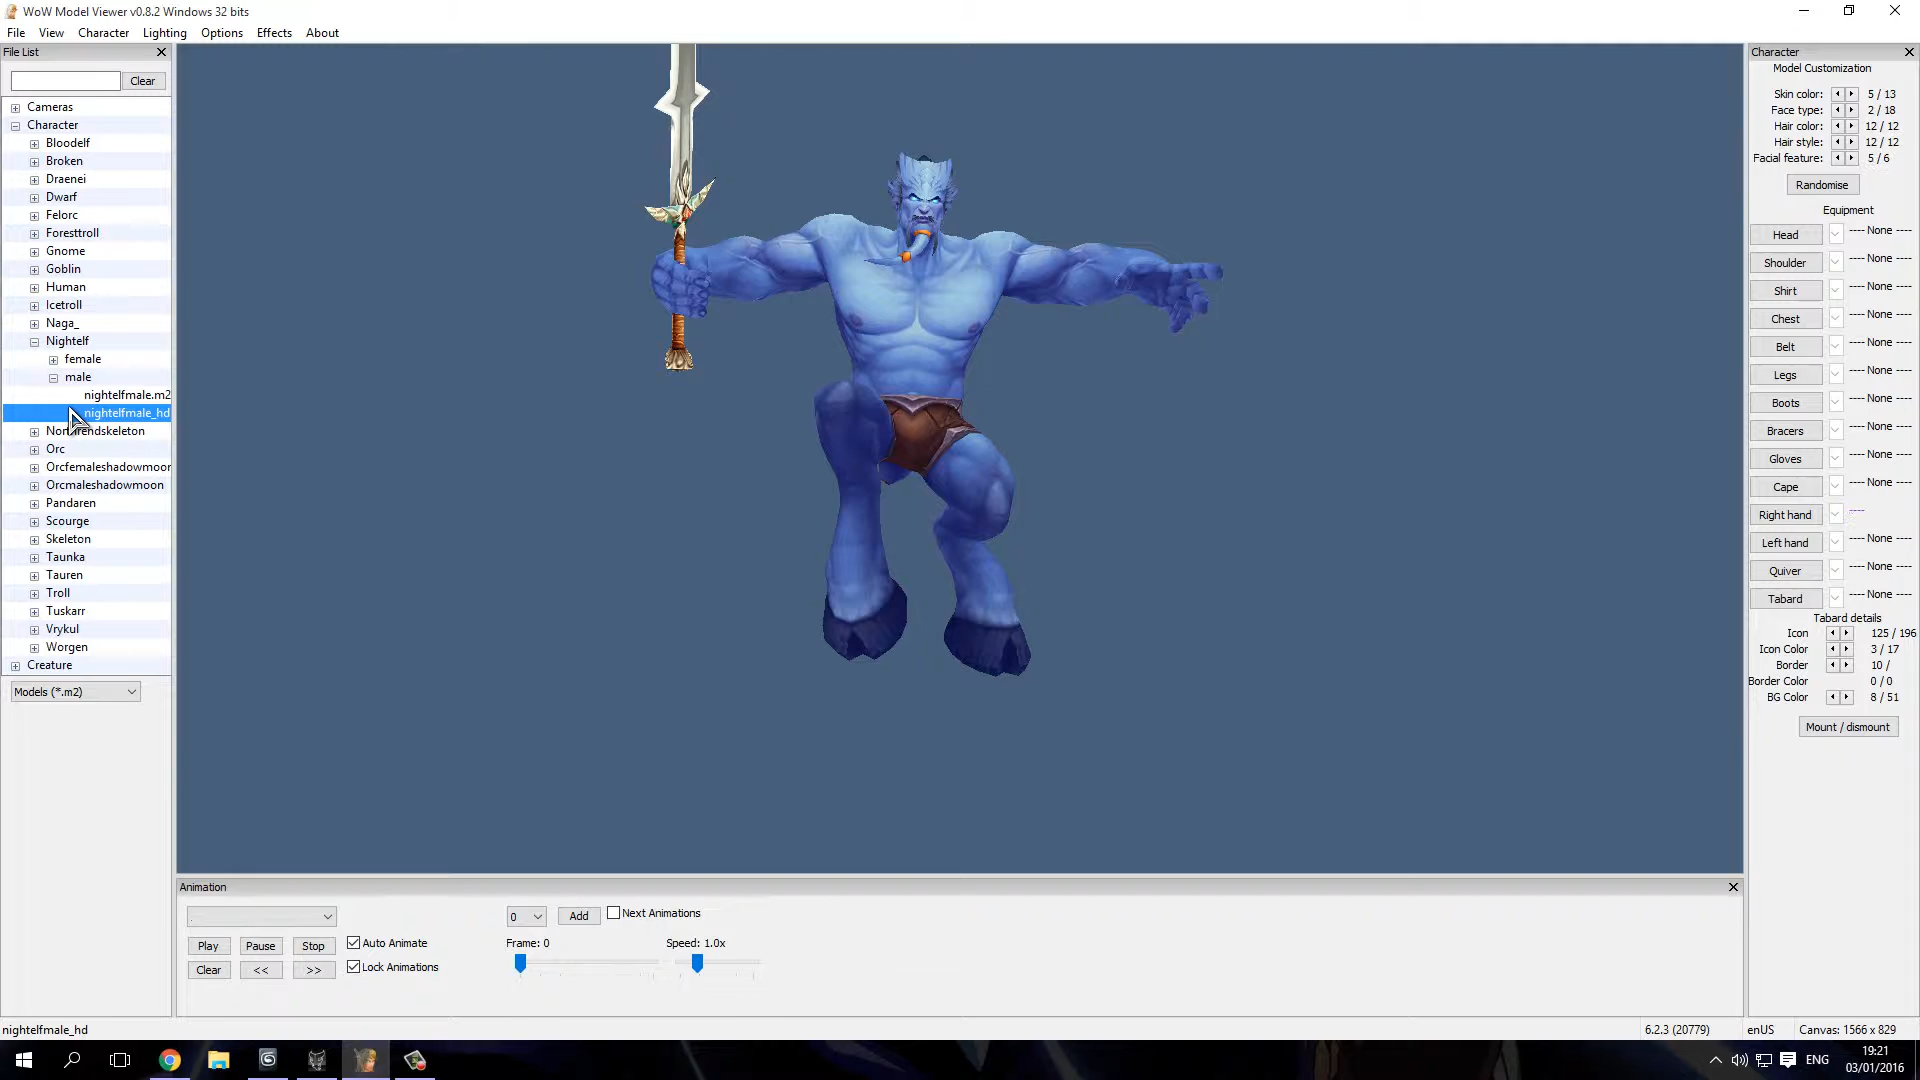 WoW Model Viewer v0.8.2 Windows 32 bits
File View Character Lighting Options Effects About
File List
Clear
Cameras
Character
Bloodelf
Broken
Draenei
Dwarf
Felorc
Foresttroll
Gnome
Goblin
Human
Icetroll
Naga_
Nightelf
female
male
nightelfmale.m2
nightelfmale_hd
Orc
Orcfemaleshadowmoor
Orcmaleshadowmoon
Pandaren
Scourge
Skeleton
Taunka
Tauren
Troll
Tuskarr
Vrykul
Worgen
Creature
Models (*.m2)
Character
Model Customization
Skin color: 5 / 13
Face type: 2 / 18
Hair color: 12 / 12
Hair style: 12 / 12
Facial feature: 5 / 6
Randomise
Equipment
Head ---- None ----
Shoulder ---- None ----
Shirt ---- None ----
Chest ---- None ----
Belt ---- None ----
Legs ---- None ----
Boots ---- None ----
Bracers ---- None ----
Gloves ---- None ----
Cape ---- None ----
Right hand ----
Left hand ---- None ----
Quiver ---- None ----
Tabard ---- None ----
Tabard details
Icon 125 / 196
Icon Color 3 / 17
Border 10 /
Border Color 0 / 0
BG Color 8 / 51
Mount / dismount
Animation
0 Add Next Animations
Play Pause Stop Auto Animate Frame: 0 Speed: 1.0x
Clear << >> Lock Animations
nightelfmale_hd 6.2.3 (20779) enUS Canvas: 1566 x 829
ENG
19:21
03/01/2016